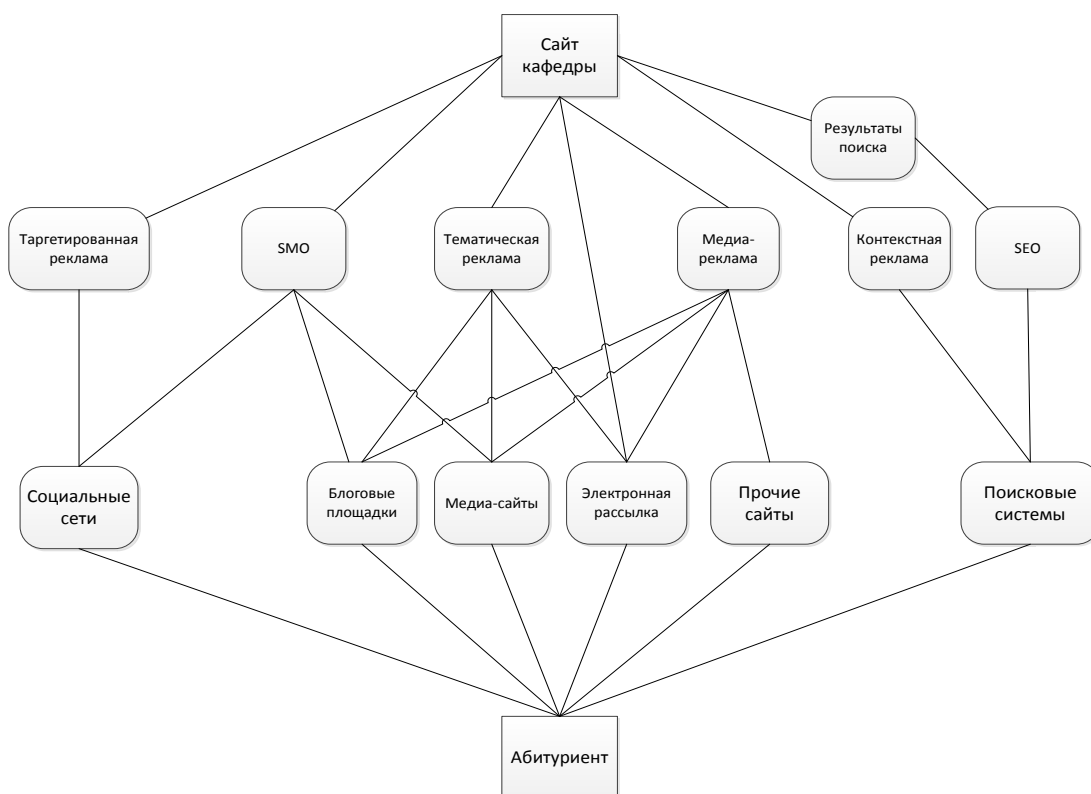 Сайт
кафедры
Результаты
поиска
Таргетированная
реклама
SMO
Тематическая
реклама
Медиа-
реклама
Контекстная
реклама
SEO
Социальные
сети
Блоговые
площадки
Медиа-сайты
Электронная
рассылка
Прочие
сайты
Поисковые
системы
Абитуриент